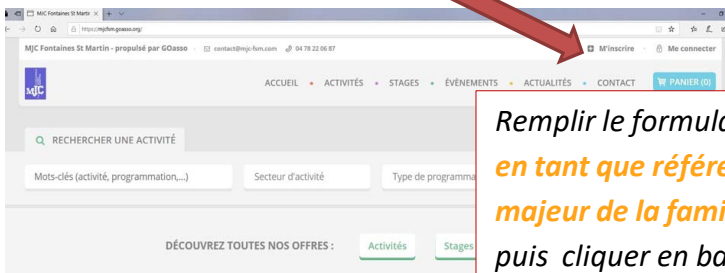 MJC Fontaines St Martin
https://mjcfsm.goasso.org/
MJC Fontaines St Martin - propulsé par GOAsso contact@mjc-fsm.com 04 78 22 06 87 M'inscrire Me connecter
MJC ACCUEIL • ACTIVITÉS • STAGES • ÉVÈNEMENTS • ACTUALITÉS • CONTACT PANIER (0)
RECHERCHER UNE ACTIVITÉ
Mots-clés (activité, programmation,...) Secteur d'activité Type de programma
DÉCOUVREZ TOUTES NOS OFFRES : Activités Stages
Remplir le formula
en tant que référe
majeur de la fami
puis cliquer en ba